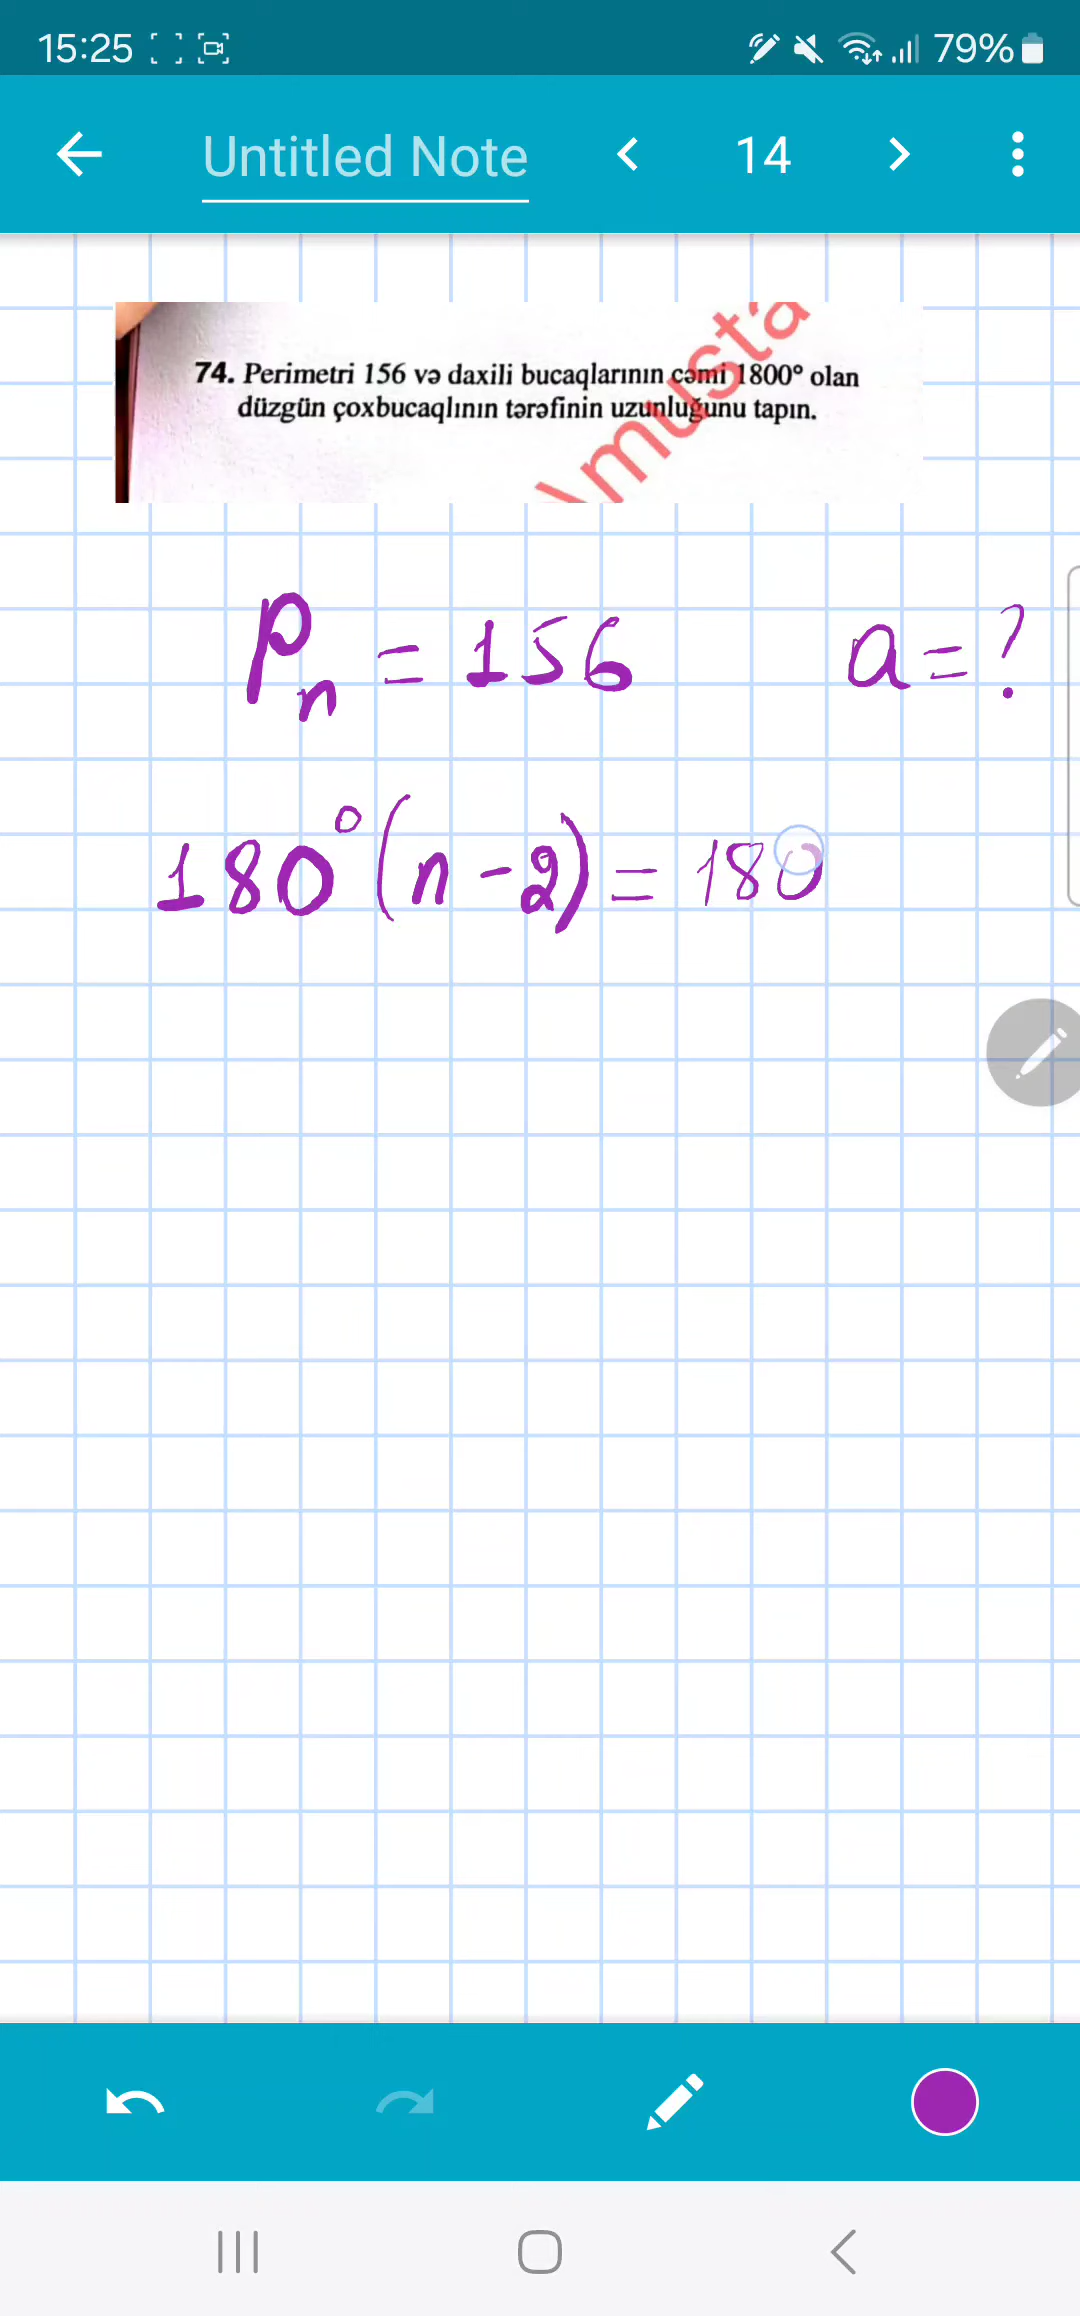 15:25 79%
Untitled Note 14
74. Perimetri 156 və daxili bucaqlarının cəmi 1800° olan
düzgün çoxbucaqlının tərəfinin uzunluğunu tapın.
musta
Pn = 156 a = ?
180°(n-2) = 180